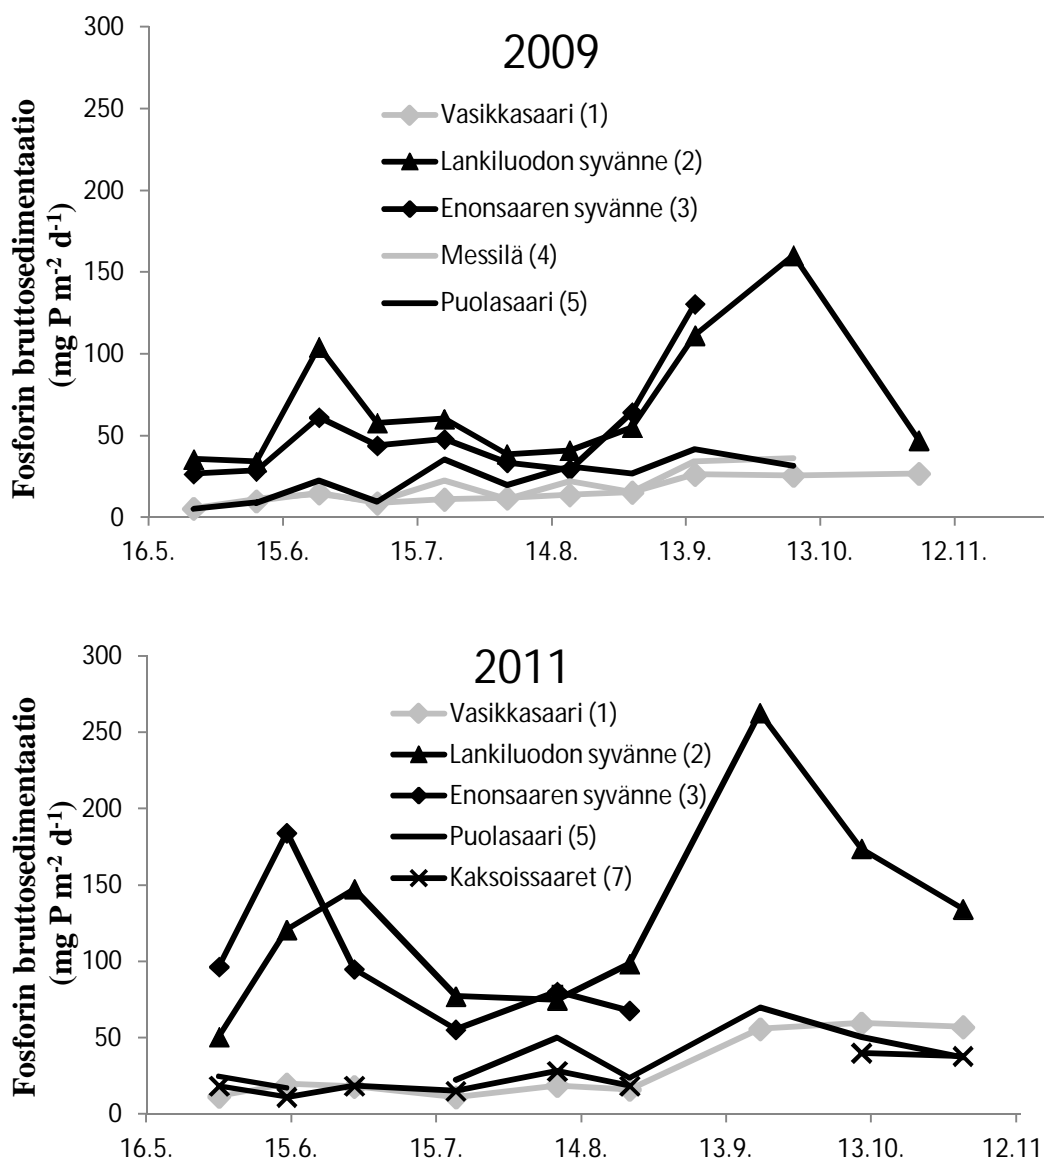 2009
Fosforin bruttosedimentaatio
(mg P m-2 d-1)
300
250
200
150
100
50
0
Vasikkasaari (1)
Lankiluodon syvänne (2)
Enonsaaren syvänne (3)
Messilä (4)
Puolasaari (5)
16.5. 15.6. 15.7. 14.8. 13.9. 13.10. 12.11.
2011
Fosforin bruttosedimentaatio
(mg P m-2 d-1)
300
250
200
150
100
50
0
Vasikkasaari (1)
Lankiluodon syvänne (2)
Enonsaaren syvänne (3)
Puolasaari (5)
Kaksoissaaret (7)
16.5. 15.6. 15.7. 14.8. 13.9. 13.10. 12.11.